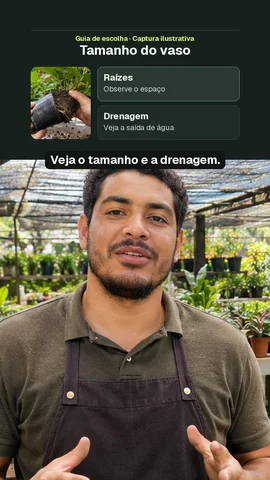 Guia de escolha · Captura ilustrativa
Tamanho do vaso
Raízes
Observe o espaço
Drenagem
Veja a saída de água
Veja o tamanho e a drenagem.